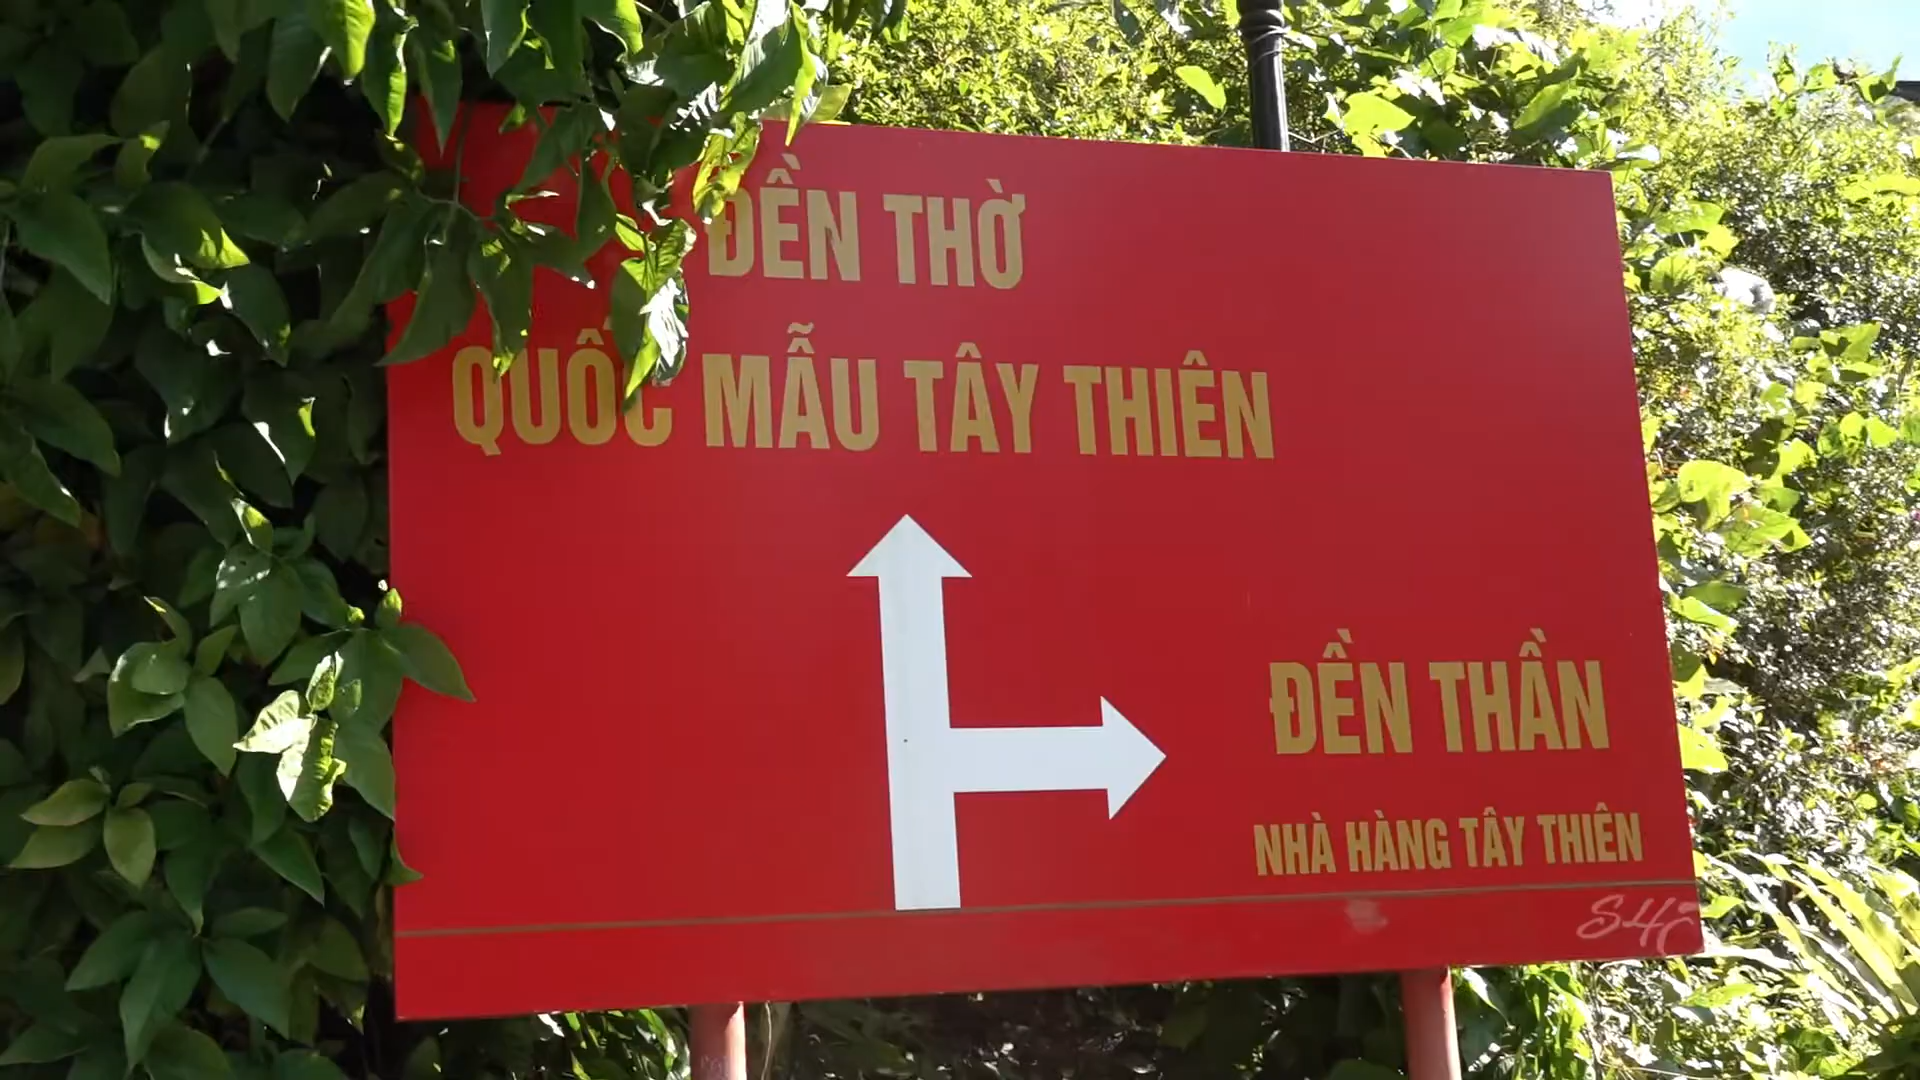 ĐỀN THỜ
QUỐC MẪU TÂY THIÊN
ĐỀN THẦN
NHÀ HÀNG TÂY THIÊN